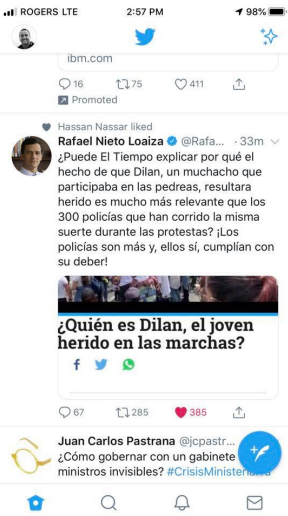 ROGERS LTE 2:57 PM 98%
ibm.com
16 75 411
Promoted
Hassan Nassar liked
Rafael Nieto Loaiza @Rafa... · 33m
¿Puede El Tiempo explicar por qué el
hecho de que Dilan, un muchacho que
participaba en las pedreas, resultara
herido es mucho más relevante que los
300 policías que han corrido la misma
suerte durante las protestas? ¡Los
policías son más y, ellos sí, cumplían con
su deber!
¿Quién es Dilan, el joven
herido en las marchas?
67 285 385
Juan Carlos Pastrana @jcpastr...
¿Cómo gobernar con un gabinete
ministros invisibles?